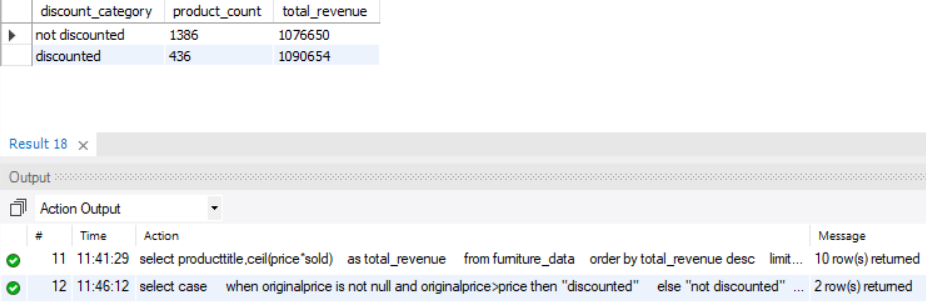 discount_category product_count total_revenue
not discounted 1386 1076650
discounted 436 1090654
Result 18 ×
Output
Action Output
# Time Action Message
11 11:41:29 select producttitle,ceil(price*sold) as total_revenue from furniture_data order by total_revenue desc limit... 10 row(s) returned
12 11:46:12 select case when originalprice is not null and originalprice>price then "discounted" else "not discounted" ... 2 row(s) returned